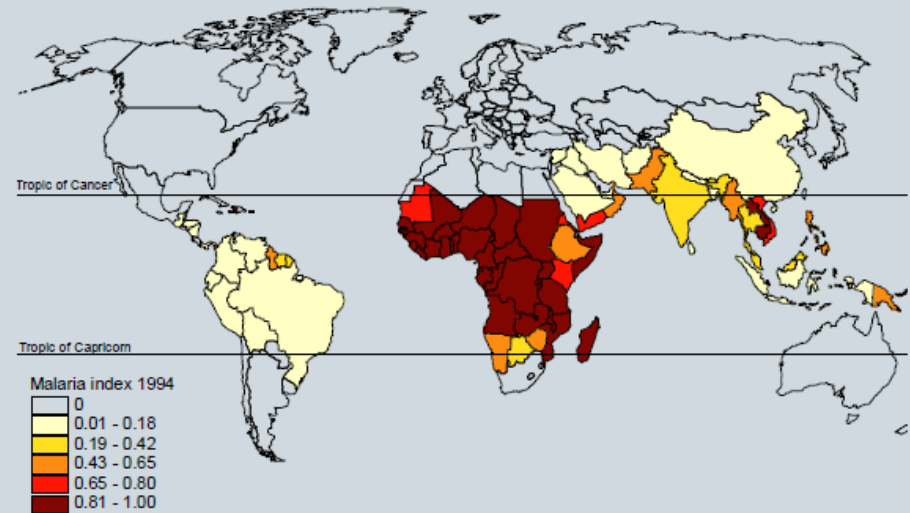 Tropic of Cancer
Tropic of Capricorn
Malaria index 1994
0
0.01 - 0.18
0.19 - 0.42
0.43 - 0.65
0.65 - 0.80
0.81 - 1.00